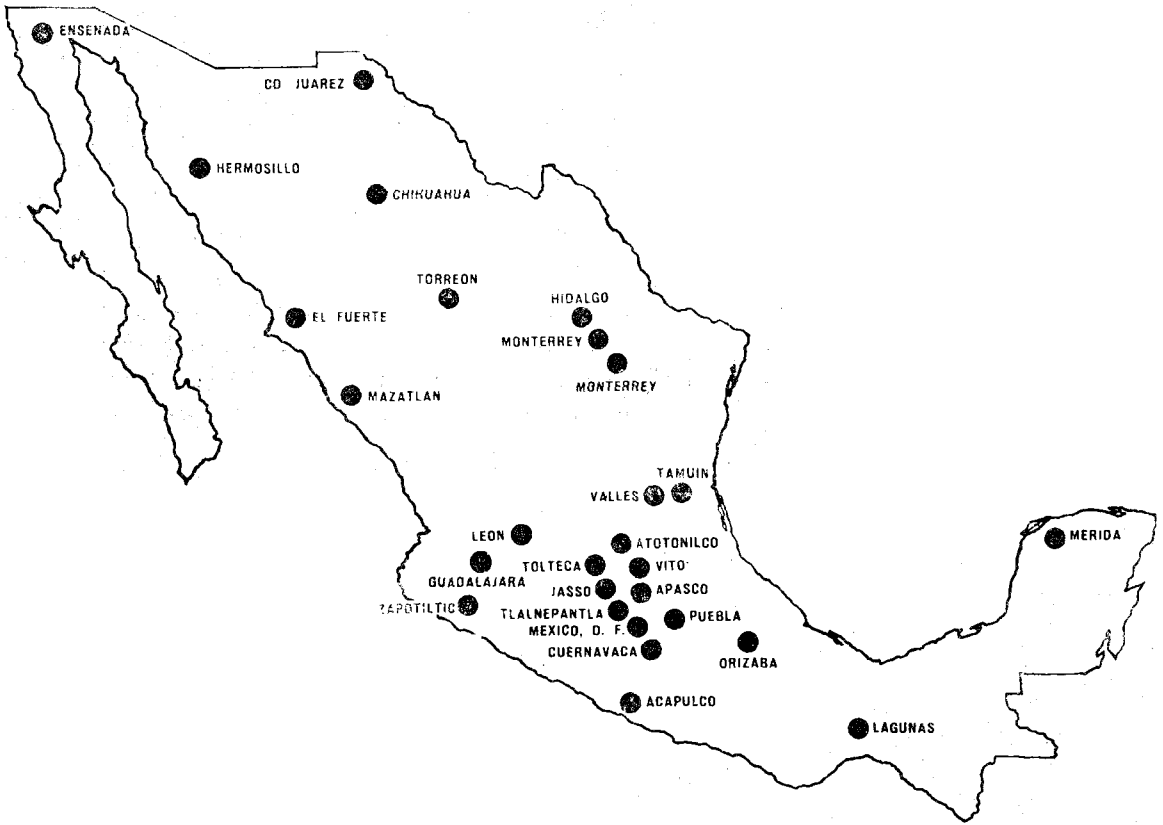 ENSENADA
CD JUAREZ
HERMOSILLO
CHIHUAHUA
TORREON
HIDALGO
EL FUERTE
MONTERREY
MONTERREY
MAZATLAN
TAMUIN
VALLES
LEON
ATOTONILCO
MERIDA
TOLTECA
VITO
GUADALAJARA
JASSO
APASCO
ZAPOTILTIC
TLALNEPANTLA
PUEBLA
MEXICO, D. F.
CUERNAVACA
ORIZABA
ACAPULCO
LAGUNAS